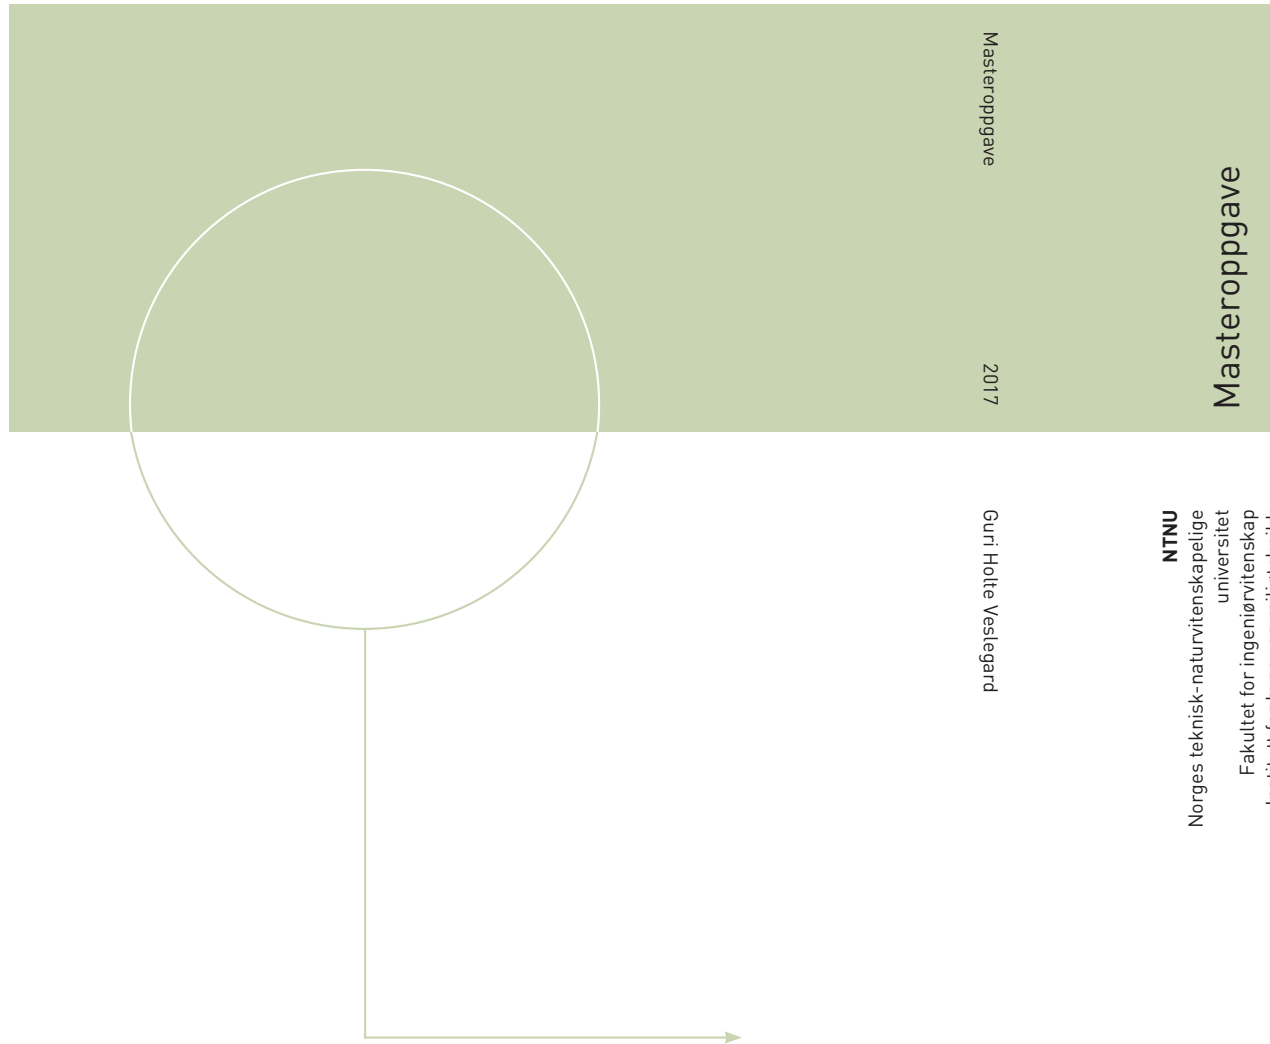 Masteroppgave
2017
Guri Holte Veslegard
Masteroppgave
NTNU
Norges teknisk-naturvitenskapelige
universitet
Fakultet for ingeniørvitenskap